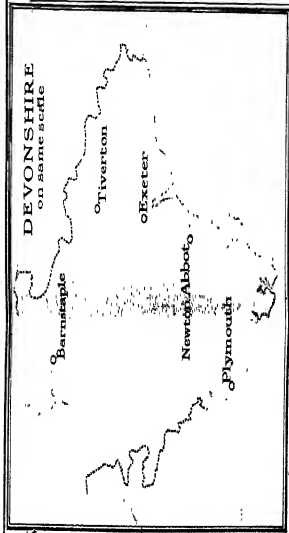 DEVONSHIRE
on same scale
Barnstaple
Tiverton
Exeter
Newton Abbot
Plymouth